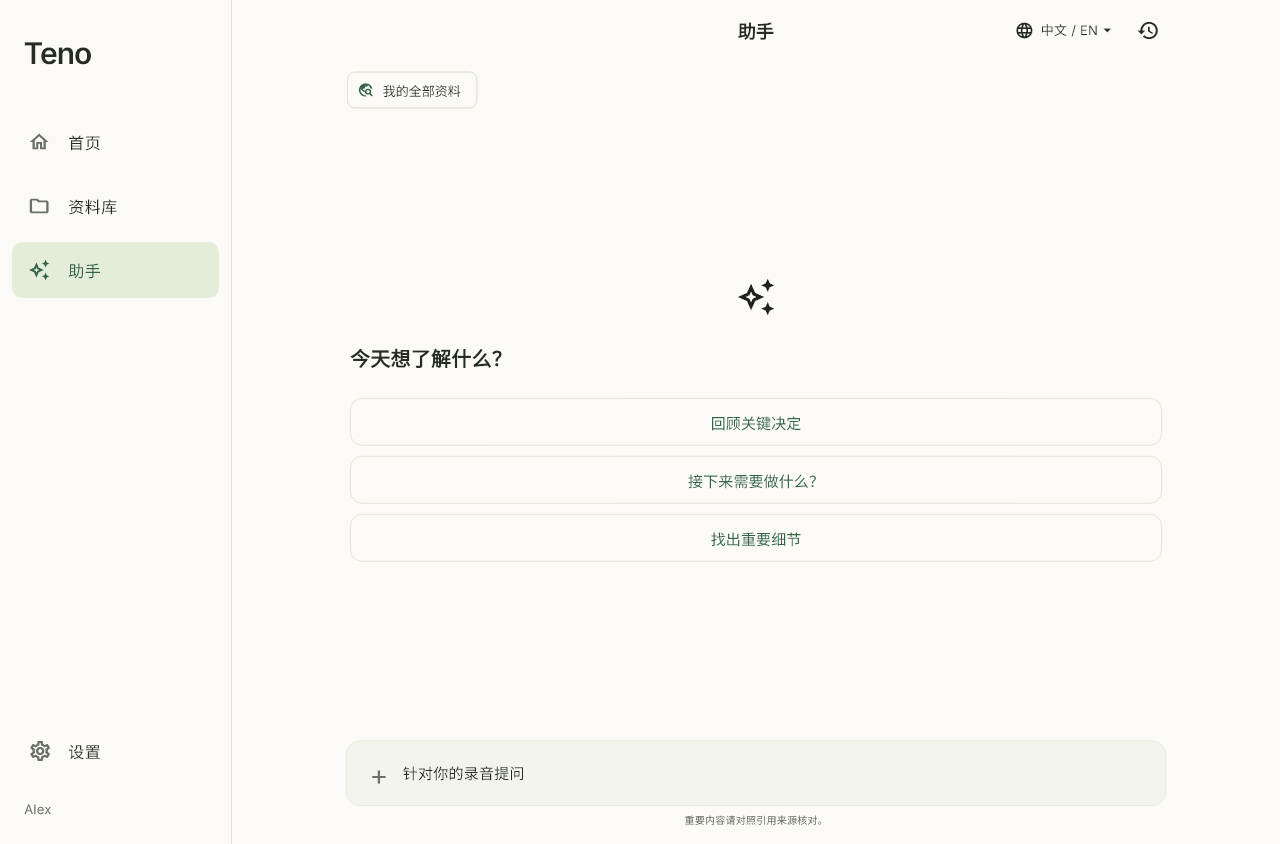 Teno
首页
资料库
助手
设置
Alex
助手
中文 / EN
我的全部资料
今天想了解什么?
回顾关键决定
接下来需要做什么?
找出重要细节
针对你的录音提问
重要内容请对照引用来源核对。